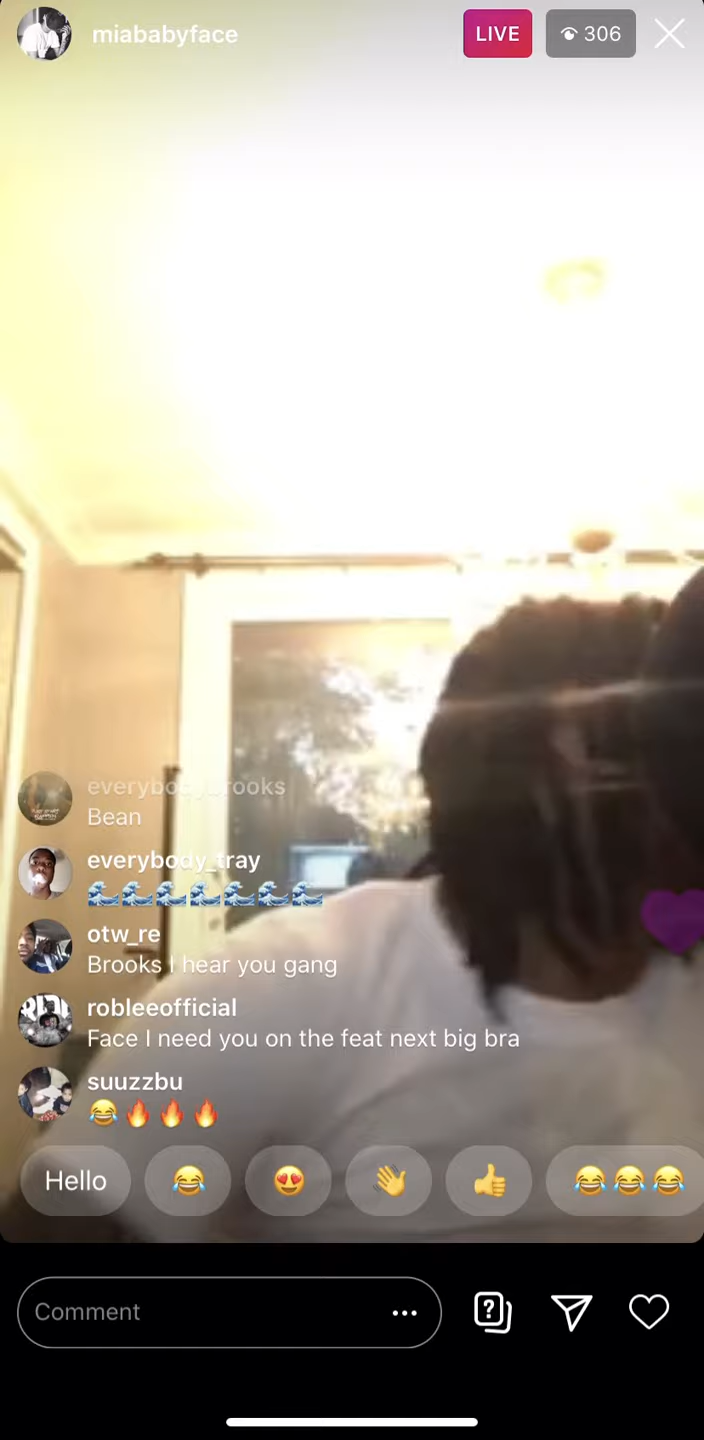 miababyface
LIVE
306
everybodybrooks
Bean
everybody_tray
🌊🌊🌊🌊🌊🌊🌊
otw_re
Brooks I hear you gang
robleeofficial
Face I need you on the feat next big bra
suuzzbu
😂🔥🔥🔥
Hello
😂
😍
👋
👍
😂😂😂
Comment